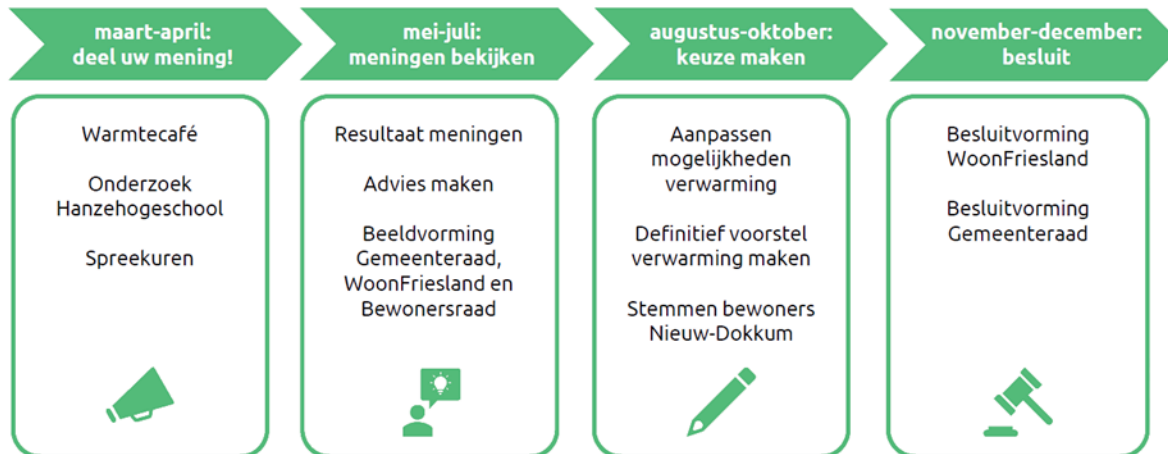 maart-april:
deel uw mening!
Warmtecafé
Onderzoek
Hanzehogeschool
Spreekuren
mei-juli:
meningen bekijken
Resultaat meningen
Advies maken
Beeldvorming
Gemeenteraad,
WoonFriesland en
Bewonersraad
augustus-oktober:
keuze maken
Aanpassen
mogelijkheden
verwarming
Definitief voorstel
verwarming maken
Stemmen bewoners
Nieuw-Dokkum
november-december:
besluit
Besluitvorming
WoonFriesland
Besluitvorming
Gemeenteraad